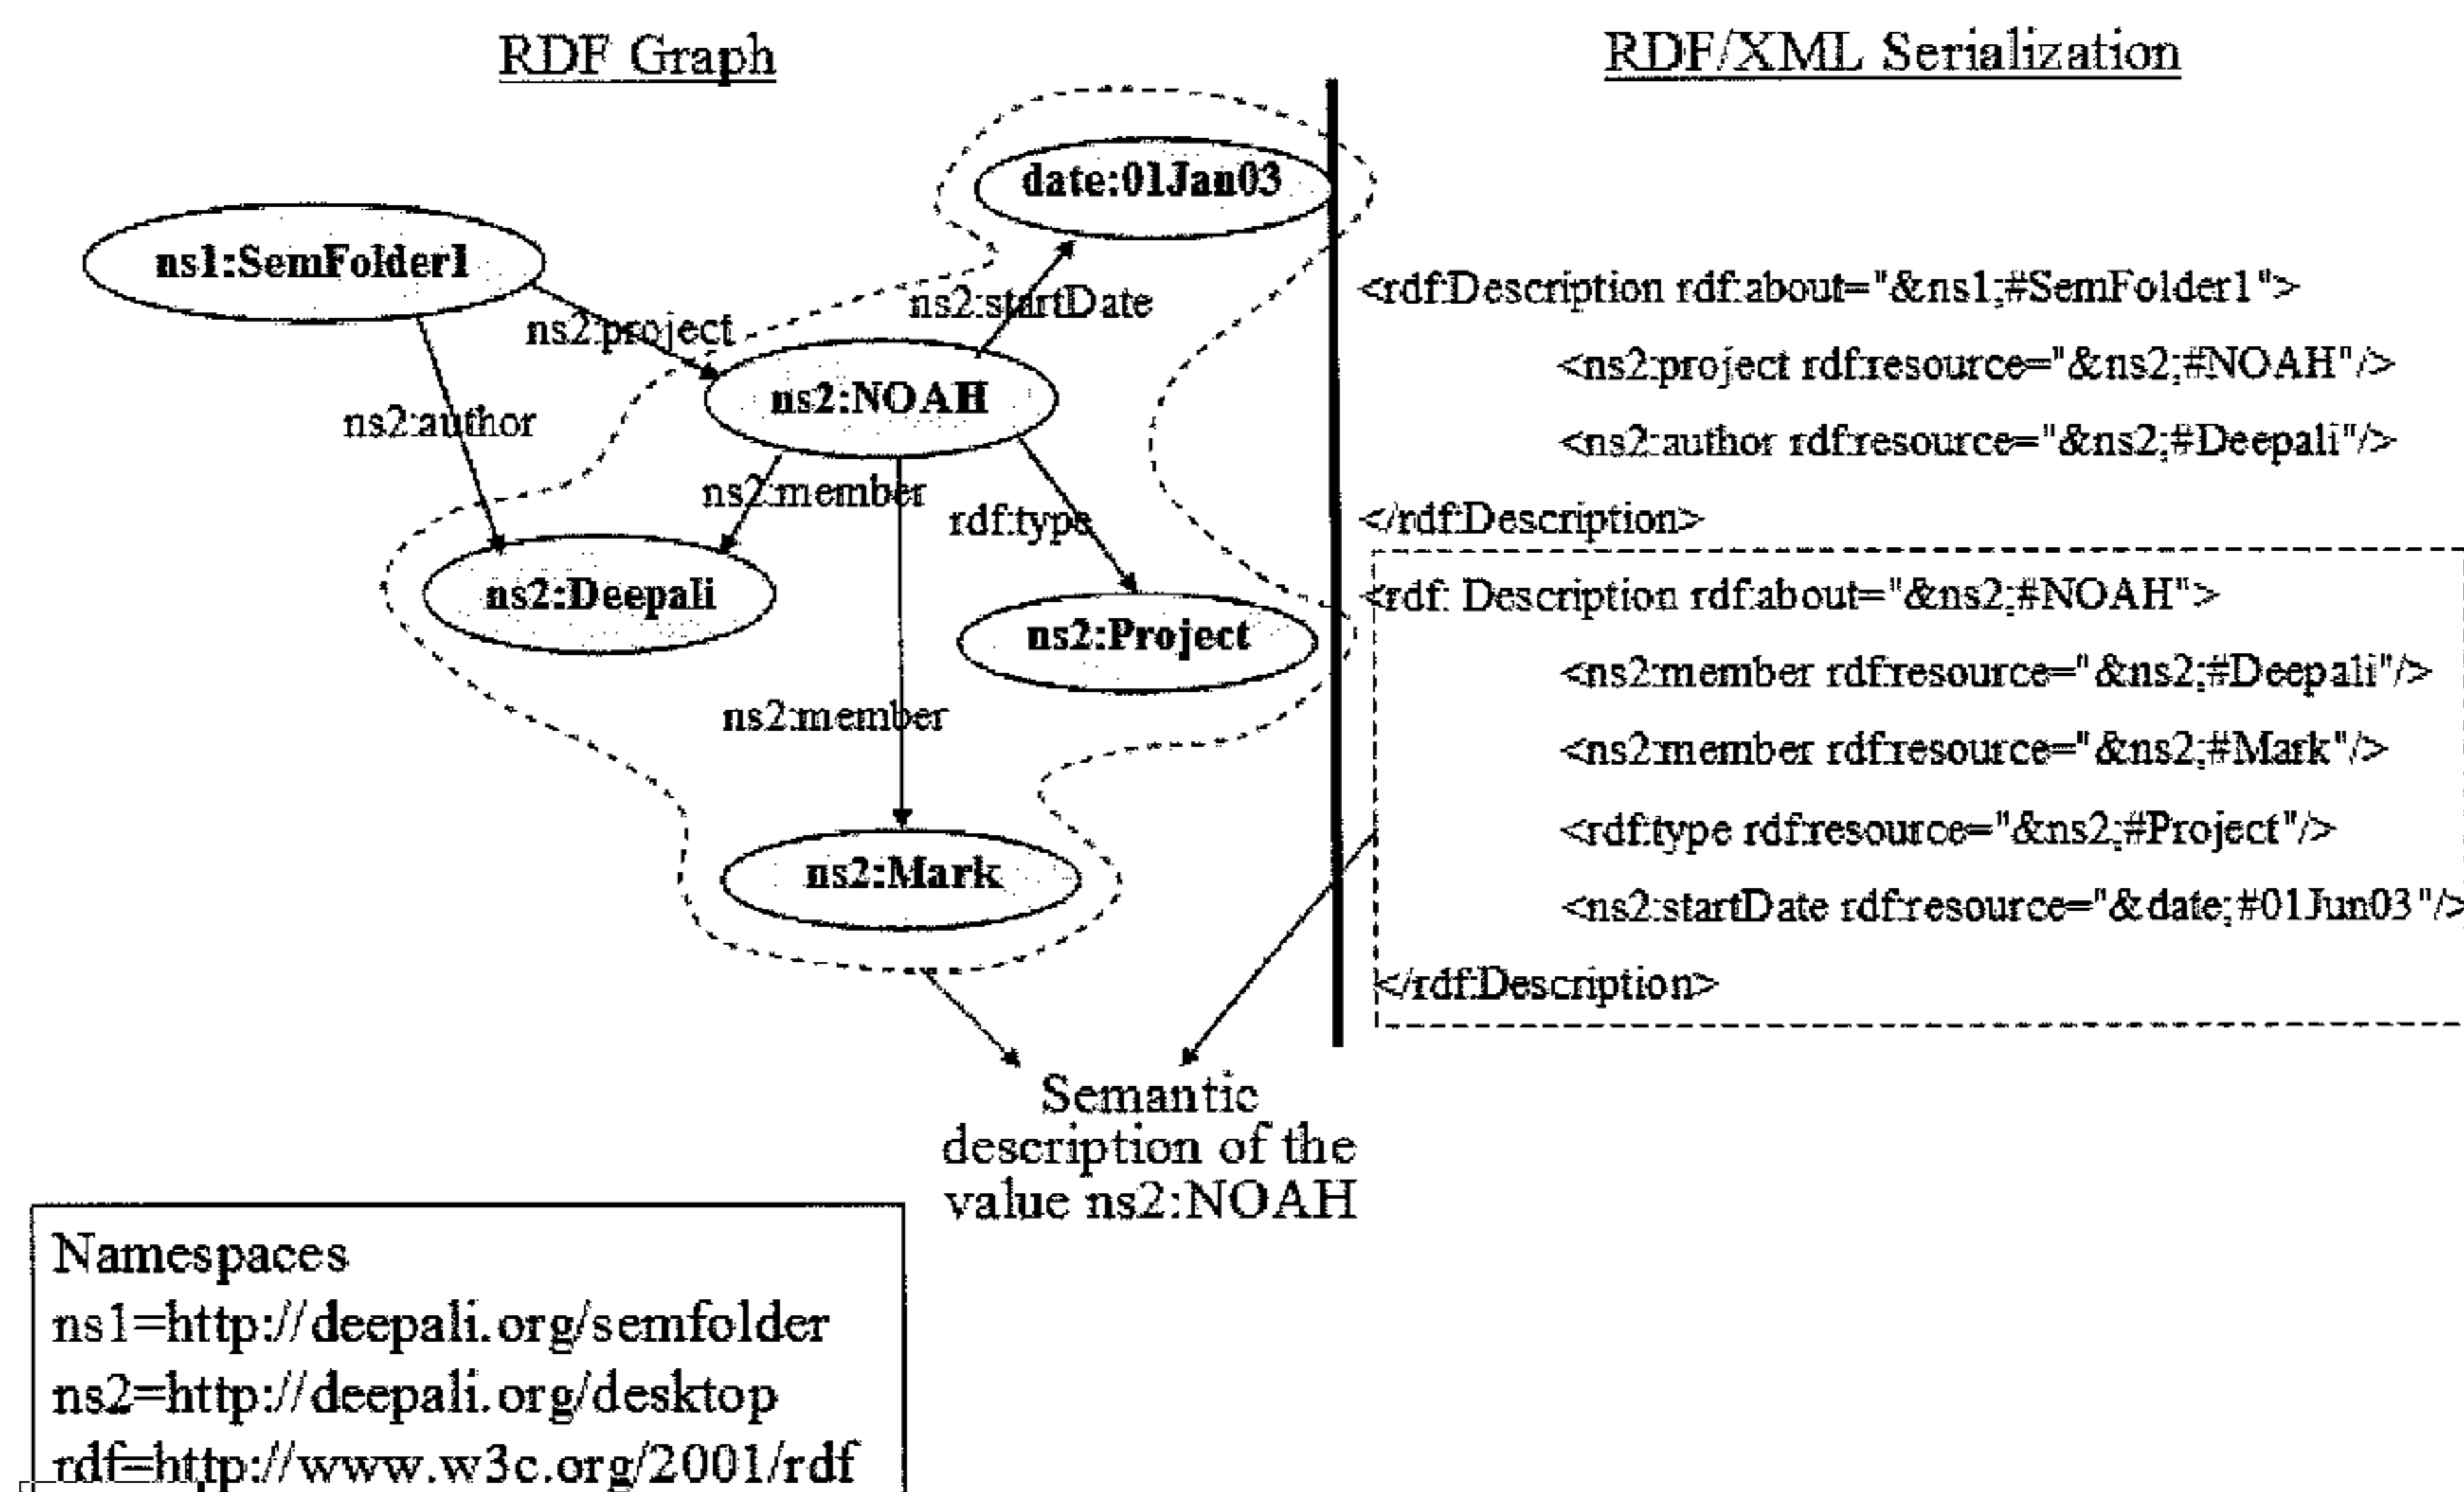 RDF Graph
RDF/XML Serialization
date:01Jan03
ns1:SemFolder1
ns2:startDate
ns2:project
ns2:NOAH
ns2:author
ns2:member
rdf:type
ns2:Deepali
ns2:Project
ns2:member
ns2:Mark
<rdf:Description rdf:about="&ns1;#SemFolder1">
<ns2:project rdf:resource="&ns2;#NOAH"/>
<ns2:author rdf:resource="&ns2;#Deepali"/>
</rdf:Description>
<rdf: Description rdf:about="&ns2;#NOAH">
<ns2:member rdf:resource="&ns2;#Deepali"/>
<ns2:member rdf:resource="&ns2;#Mark"/>
<rdf:type rdf:resource="&ns2;#Project"/>
<ns2:startDate rdf:resource="&date;#01Jun03"/>
</rdf:Description>
Semantic
description of the
value ns2:NOAH
Namespaces
ns1=http://deepali.org/semfolder
ns2=http://deepali.org/desktop
rdf=http://www.w3c.org/2001/rdf